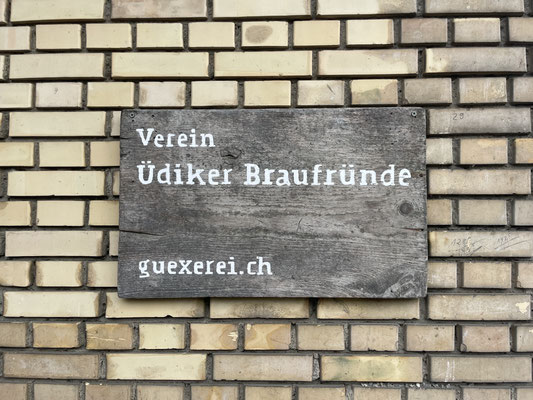 Verein
Üdiker Braufründe
guexerei.ch